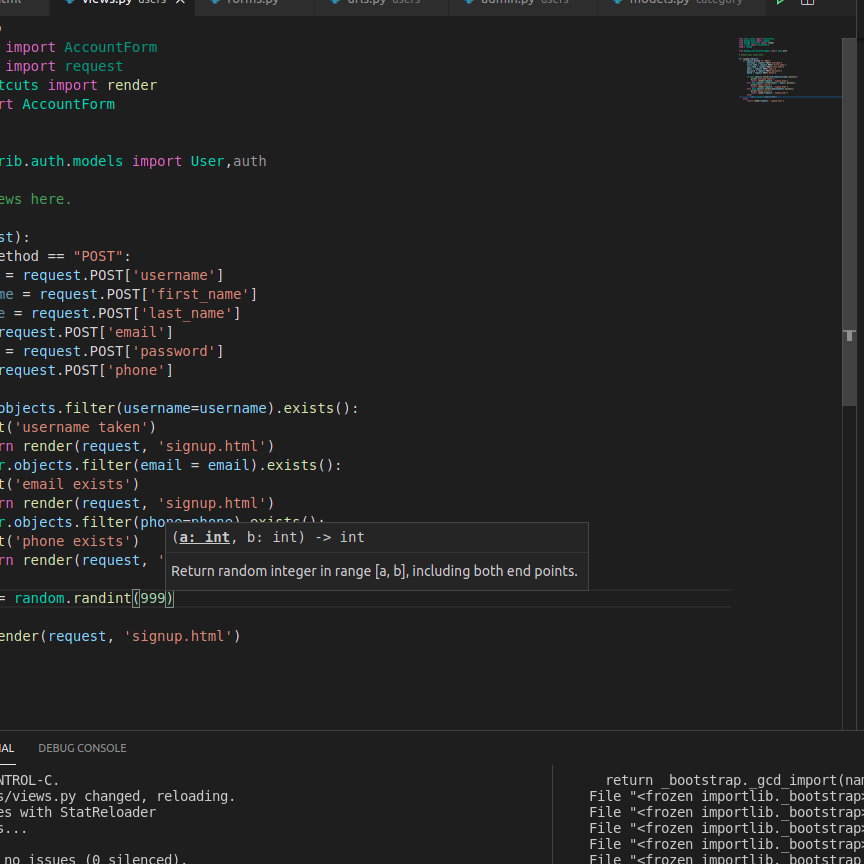 views.py users
forms.py
urls.py users
admin.py users
models.py category
import AccountForm
import request
tcuts import render
rt AccountForm
rib.auth.models import User,auth
ews here.
st):
ethod == "POST":
= request.POST['username']
me = request.POST['first_name']
e = request.POST['last_name']
request.POST['email']
= request.POST['password']
request.POST['phone']
objects.filter(username=username).exists():
t('username taken')
rn render(request, 'signup.html')
r.objects.filter(email = email).exists():
t('email exists')
rn render(request, 'signup.html')
r.objects.filter(phone=phone).exists():
t('phone exists')
rn render(request, '
(a: int, b: int) -> int
Return random integer in range [a, b], including both end points.
= random.randint(999)
ender(request, 'signup.html')
NAL DEBUG CONSOLE
NTROL-C.
s/views.py changed, reloading.
es with StatReloader
s...
no issues (0 silenced).
return _bootstrap._gcd_import(nam
File "<frozen importlib._bootstrap>
File "<frozen importlib._bootstrap>
File "<frozen importlib._bootstrap>
File "<frozen importlib._bootstrap>
File "<frozen importlib._bootstrap>
File "<frozen importlib._bootstrap